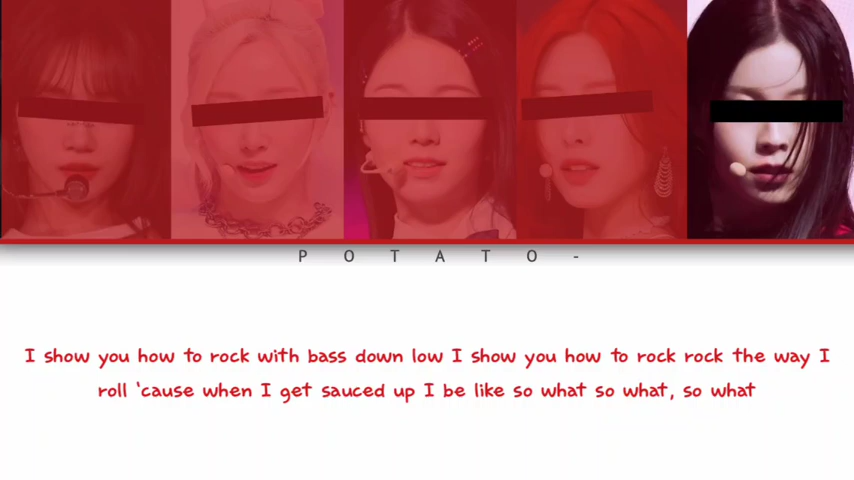 P O T A T O -
I show you how to rock with bass down low I show you how to rock rock the way I
roll ‘cause when I get sauced up I be like so what so what, so what